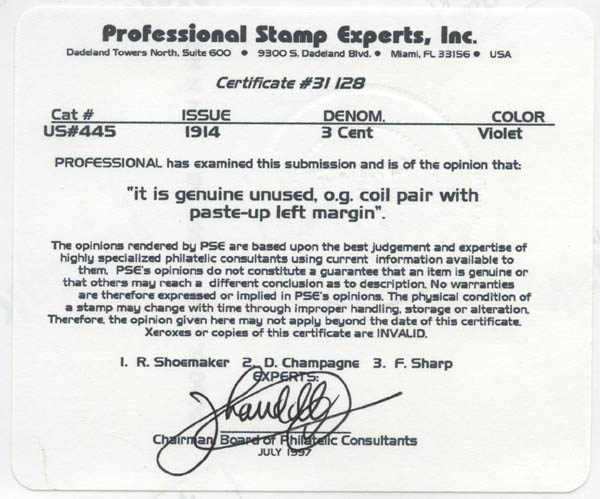 Professional Stamp Experts, Inc.
Dadeland Towers North, Suite 600 • 9300 S. Dadeland Blvd. • Miami, FL 33156 • USA
Certificate #31 128
Cat # ISSUE DENOM. COLOR
US#445 1914 3 Cent Violet
PROFESSIONAL has examined this submission and is of the opinion that:
"it is genuine unused, o.g. coil pair with
paste-up left margin".
The opinions rendered by PSE are based upon the best judgement and expertise of
highly specialized philatelic consultants using current information available to
them. PSE's opinions do not constitute a guarantee that an item is genuine or
that others may reach a different conclusion as to description. No warranties
are therefore expressed or implied in PSE's opinions. The physical condition of
a stamp may change with time through improper handling, storage or alteration.
Therefore, the opinion given here may not apply beyond the date of this certificate.
Xeroxes or copies of this certificate are INVALID.
1. R. Shoemaker 2. D. Champagne 3. F. Sharp
EXPERTS:
Chairman, Board of Philatelic Consultants
JULY 1997